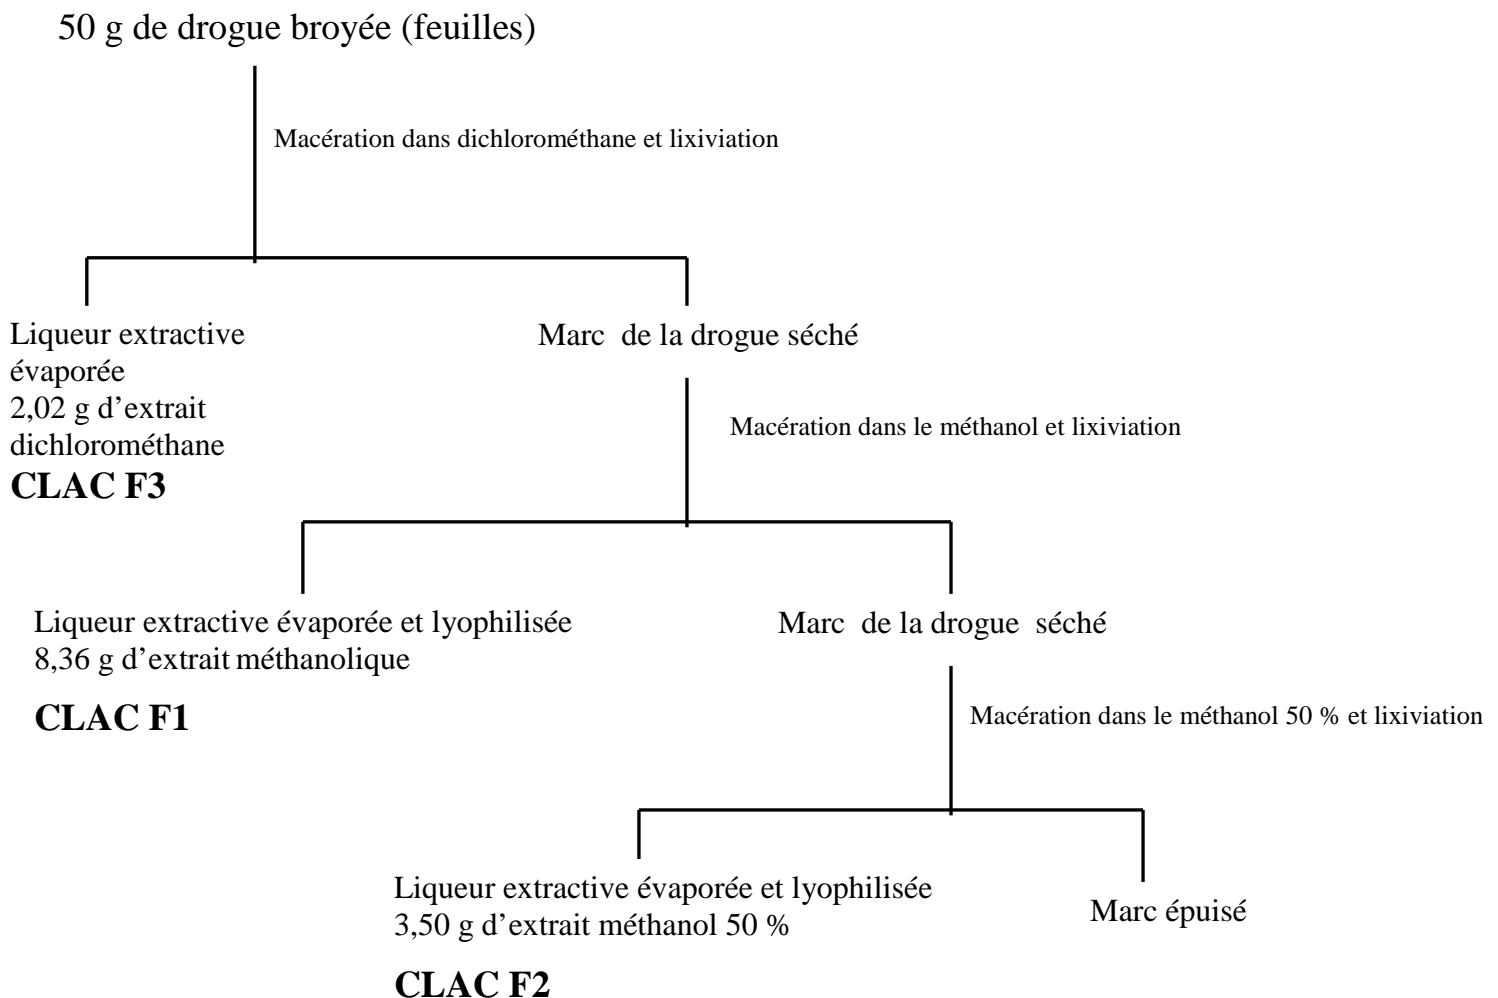 50 g de drogue broyée (feuilles)
Macération dans dichlorométhane et lixiviation
Liqueur extractive
évaporée
2,02 g d’extrait
dichlorométhane
CLAC F3
Marc de la drogue séché
Macération dans le méthanol et lixiviation
Liqueur extractive évaporée et lyophilisée
8,36 g d’extrait méthanolique
CLAC F1
Marc de la drogue séché
Macération dans le méthanol 50 % et lixiviation
Liqueur extractive évaporée et lyophilisée
3,50 g d’extrait méthanol 50 %
CLAC F2
Marc épuisé